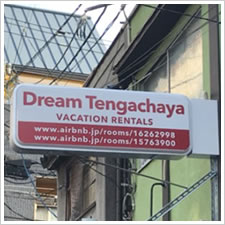 Dream Tengachaya
VACATION RENTALS
www.airbnb.jp/rooms/16262998
www.airbnb.jp/rooms/15763900